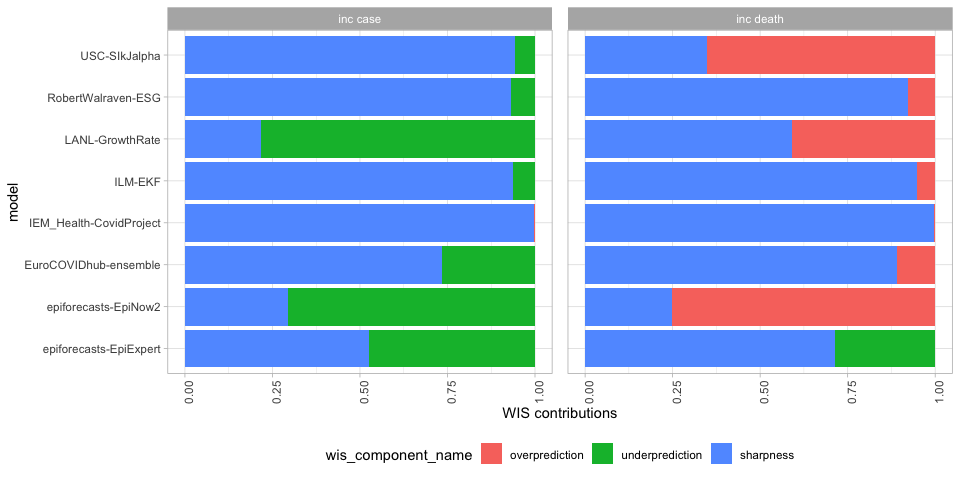 inc case
inc death
model
USC-SIkJalpha
RobertWalraven-ESG
LANL-GrowthRate
ILM-EKF
IEM_Health-CovidProject
EuroCOVIDhub-ensemble
epiforecasts-EpiNow2
epiforecasts-EpiExpert
0.00 0.25 0.50 0.75 1.00
0.00 0.25 0.50 0.75 1.00
WIS contributions
wis_component_name overprediction underprediction sharpness